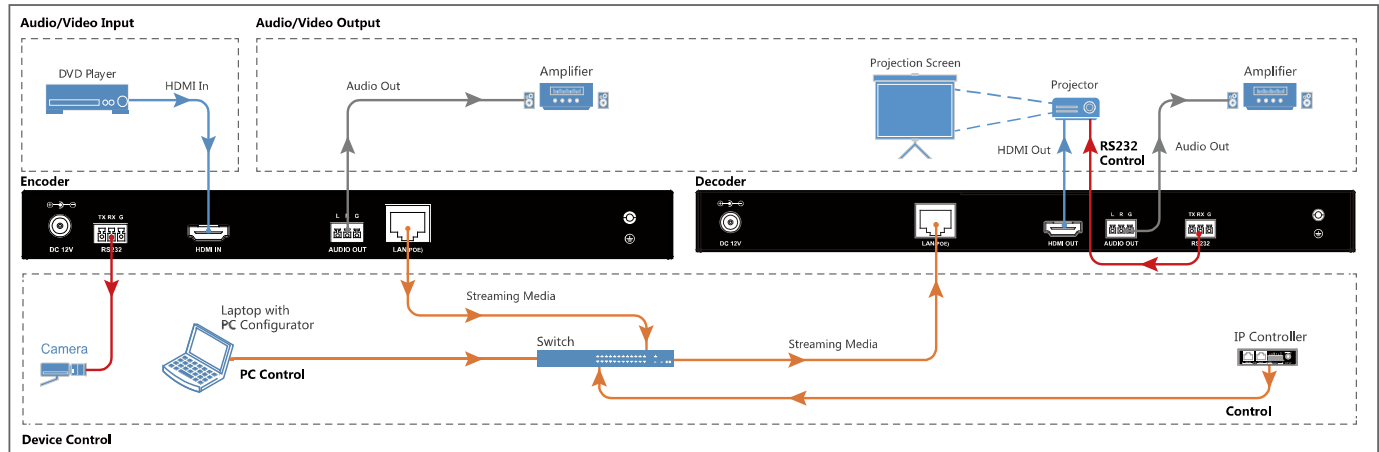 Audio/Video Input
Audio/Video Output
DVD Player
HDMI In
Audio Out
Amplifier
Projection Screen
Projector
Amplifier
HDMI Out
RS232
Control
Audio Out
Encoder
DC 12V
TX RX G
RS232
HDMI IN
L R G
AUDIO OUT
LAN(POE)
Decoder
DC 12V
LAN(POE)
HDMI OUT
L R G
AUDIO OUT
TX RX G
RS232
Camera
Laptop with
PC Configurator
PC Control
Streaming Media
Switch
Streaming Media
IP Controller
Control
Device Control